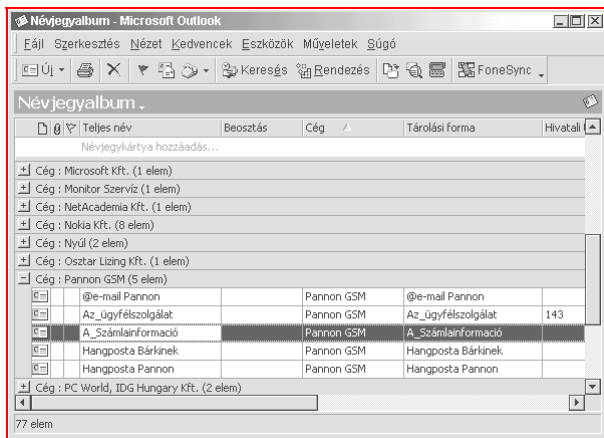 Névjegyalbum - Microsoft Outlook
Fájl Szerkesztés Nézet Kedvencek Eszközök Műveletek Súgó
Új Keresés Rendezés FoneSync
Névjegyalbum
Teljes név Beosztás Cég Tárolási forma Hivatali
Névjegykártya hozzáadás...
Cég : Microsoft Kft. (1 elem)
Cég : Monitor Szervíz (1 elem)
Cég : NetAcademia Kft. (1 elem)
Cég : Nokia Kft. (8 elem)
Cég : Nyúl (2 elem)
Cég : Osztar Lizing Kft. (1 elem)
Cég : Pannon GSM (5 elem)
@e-mail Pannon Pannon GSM @e-mail Pannon
Az_ügyfélszolgálat Pannon GSM Az_ügyfélszolgálat 143
A_Számlainformació Pannon GSM A_Számlainformació
Hangposta Bárkinek Pannon GSM Hangposta Bárkinek
Hangposta Pannon Pannon GSM Hangposta Pannon
Cég : PC World, IDG Hungary Kft. (2 elem)
77 elem